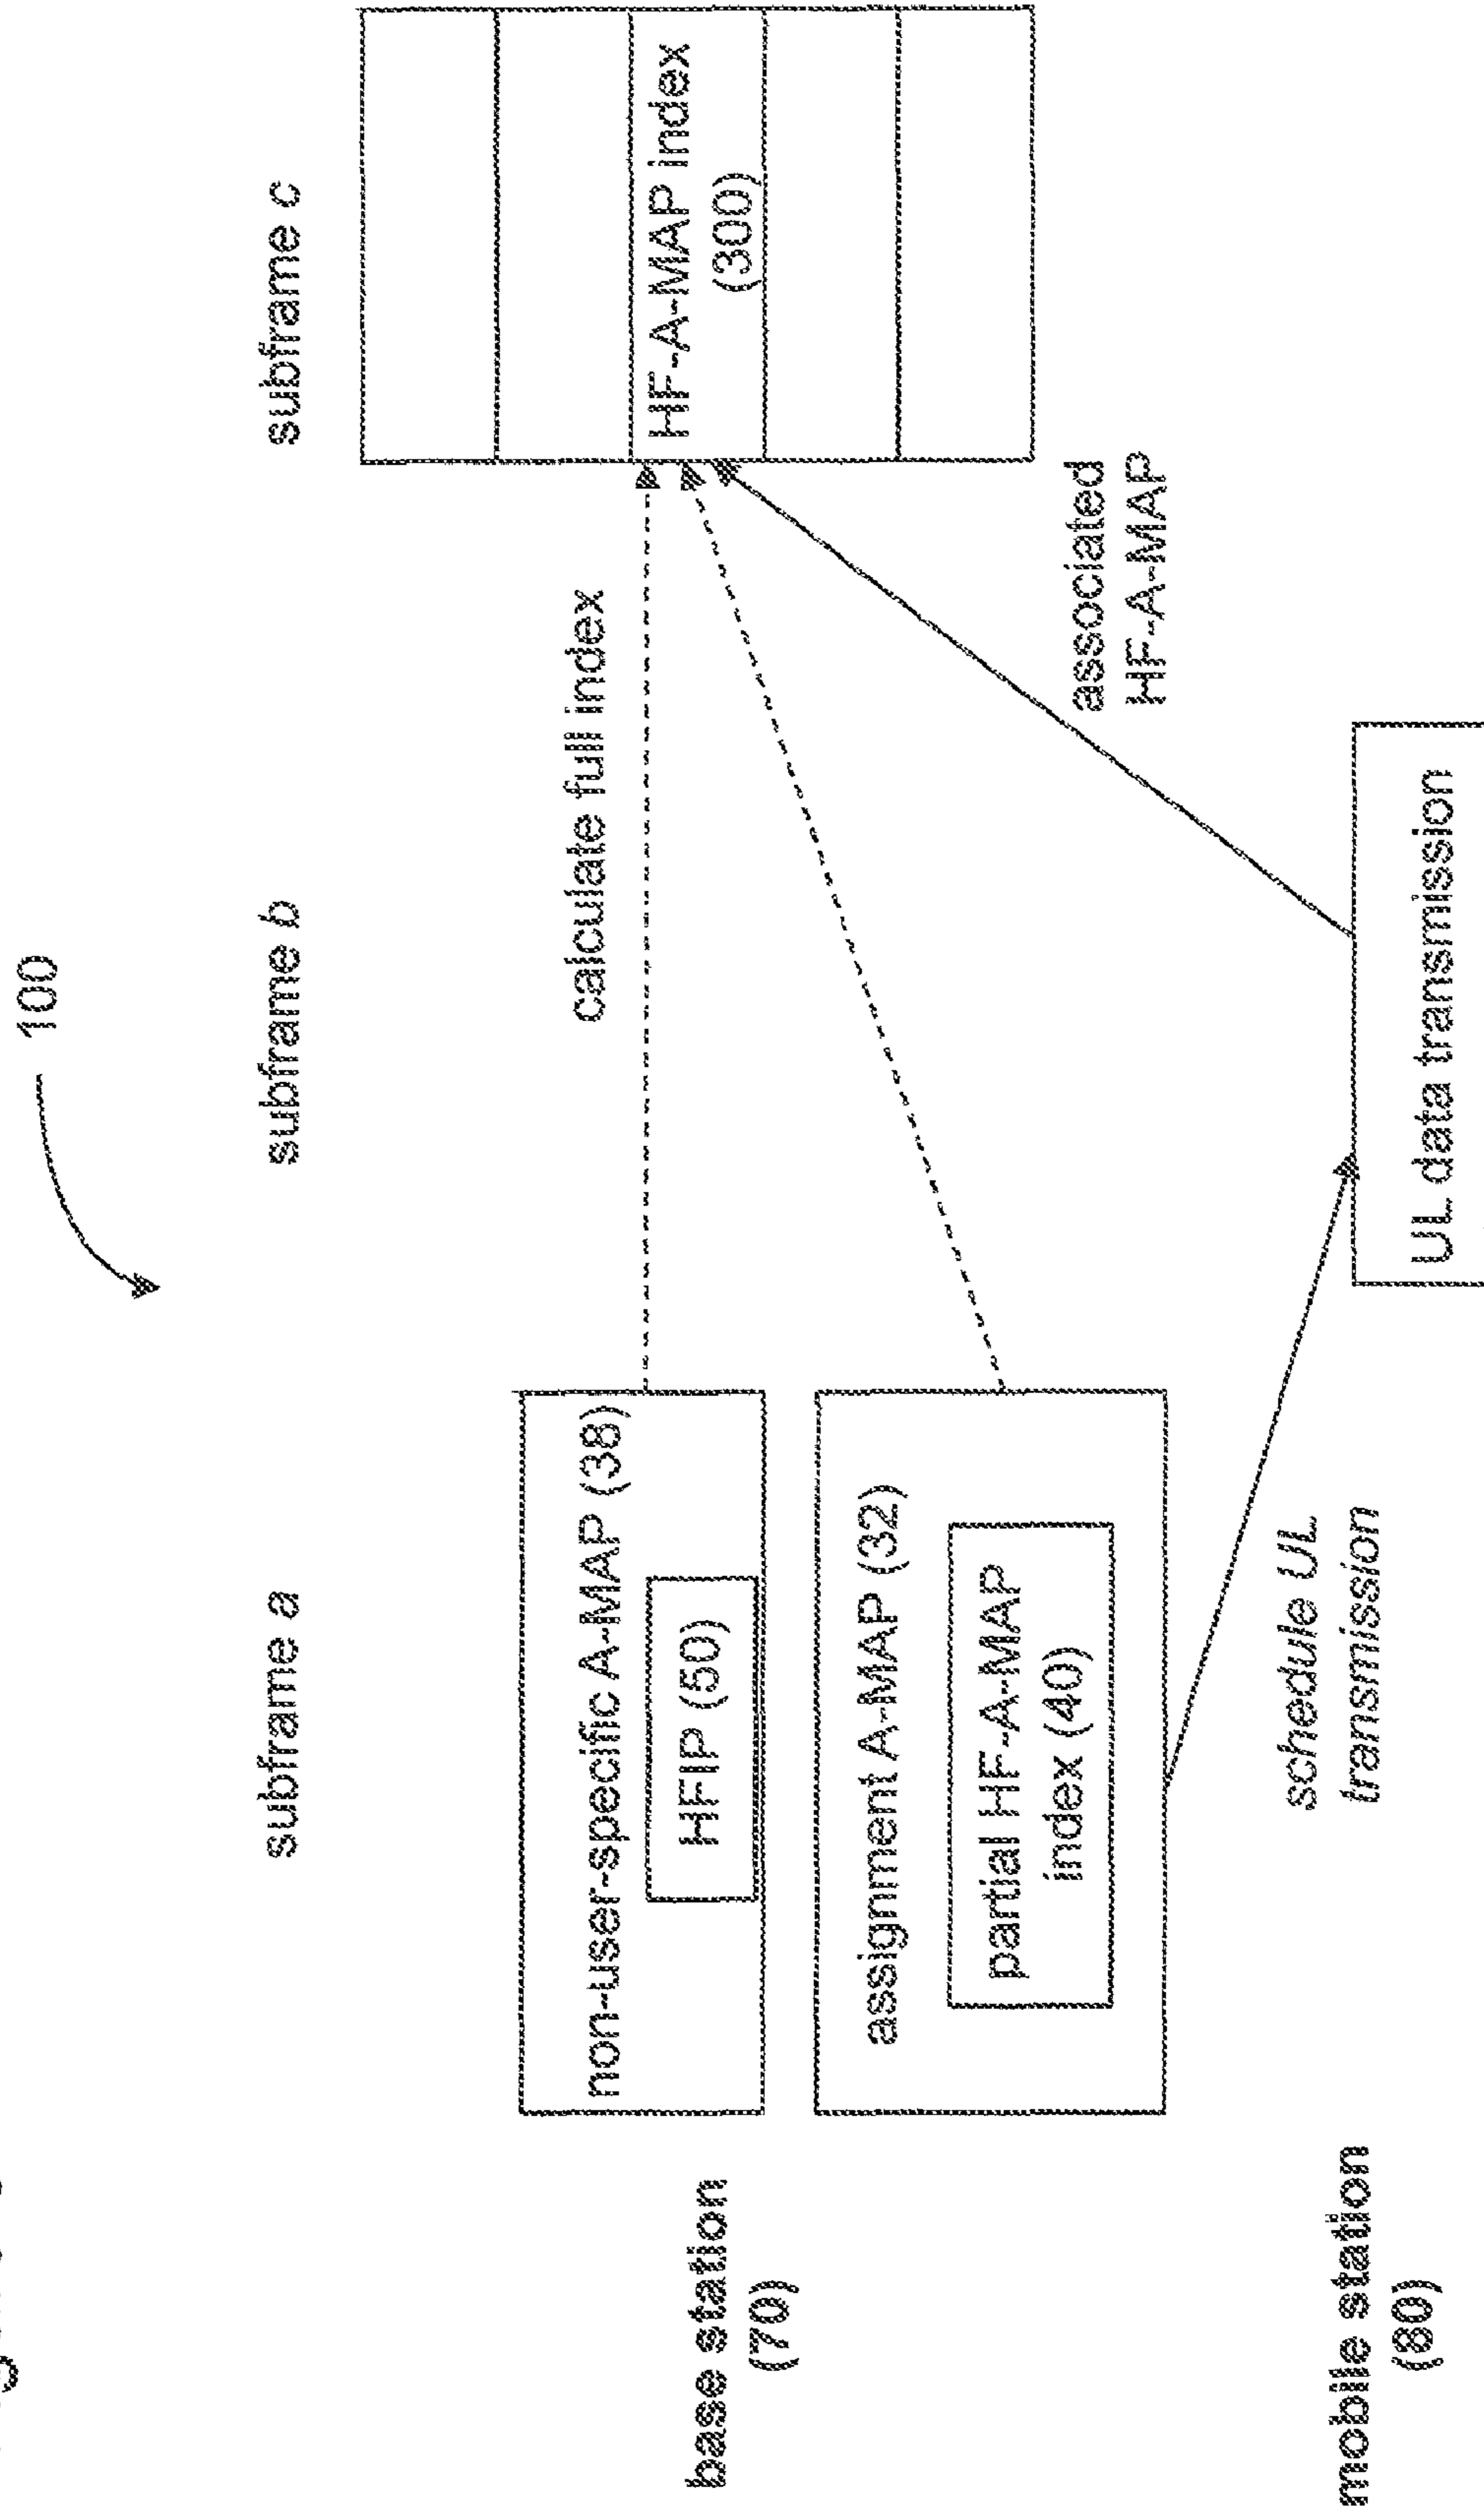 100
subframe a
subframe b
subframe c
non-user-specific A-MAP (38)
HFIP (50)
calculate full index
HF-A-MAP index
(300)
base station
(70)
assignment A-MAP (32)
partial HF-A-MAP
index (40)
associated
HF-A-MAP
schedule UL
transmission
mobile station
(80)
UL data transmission